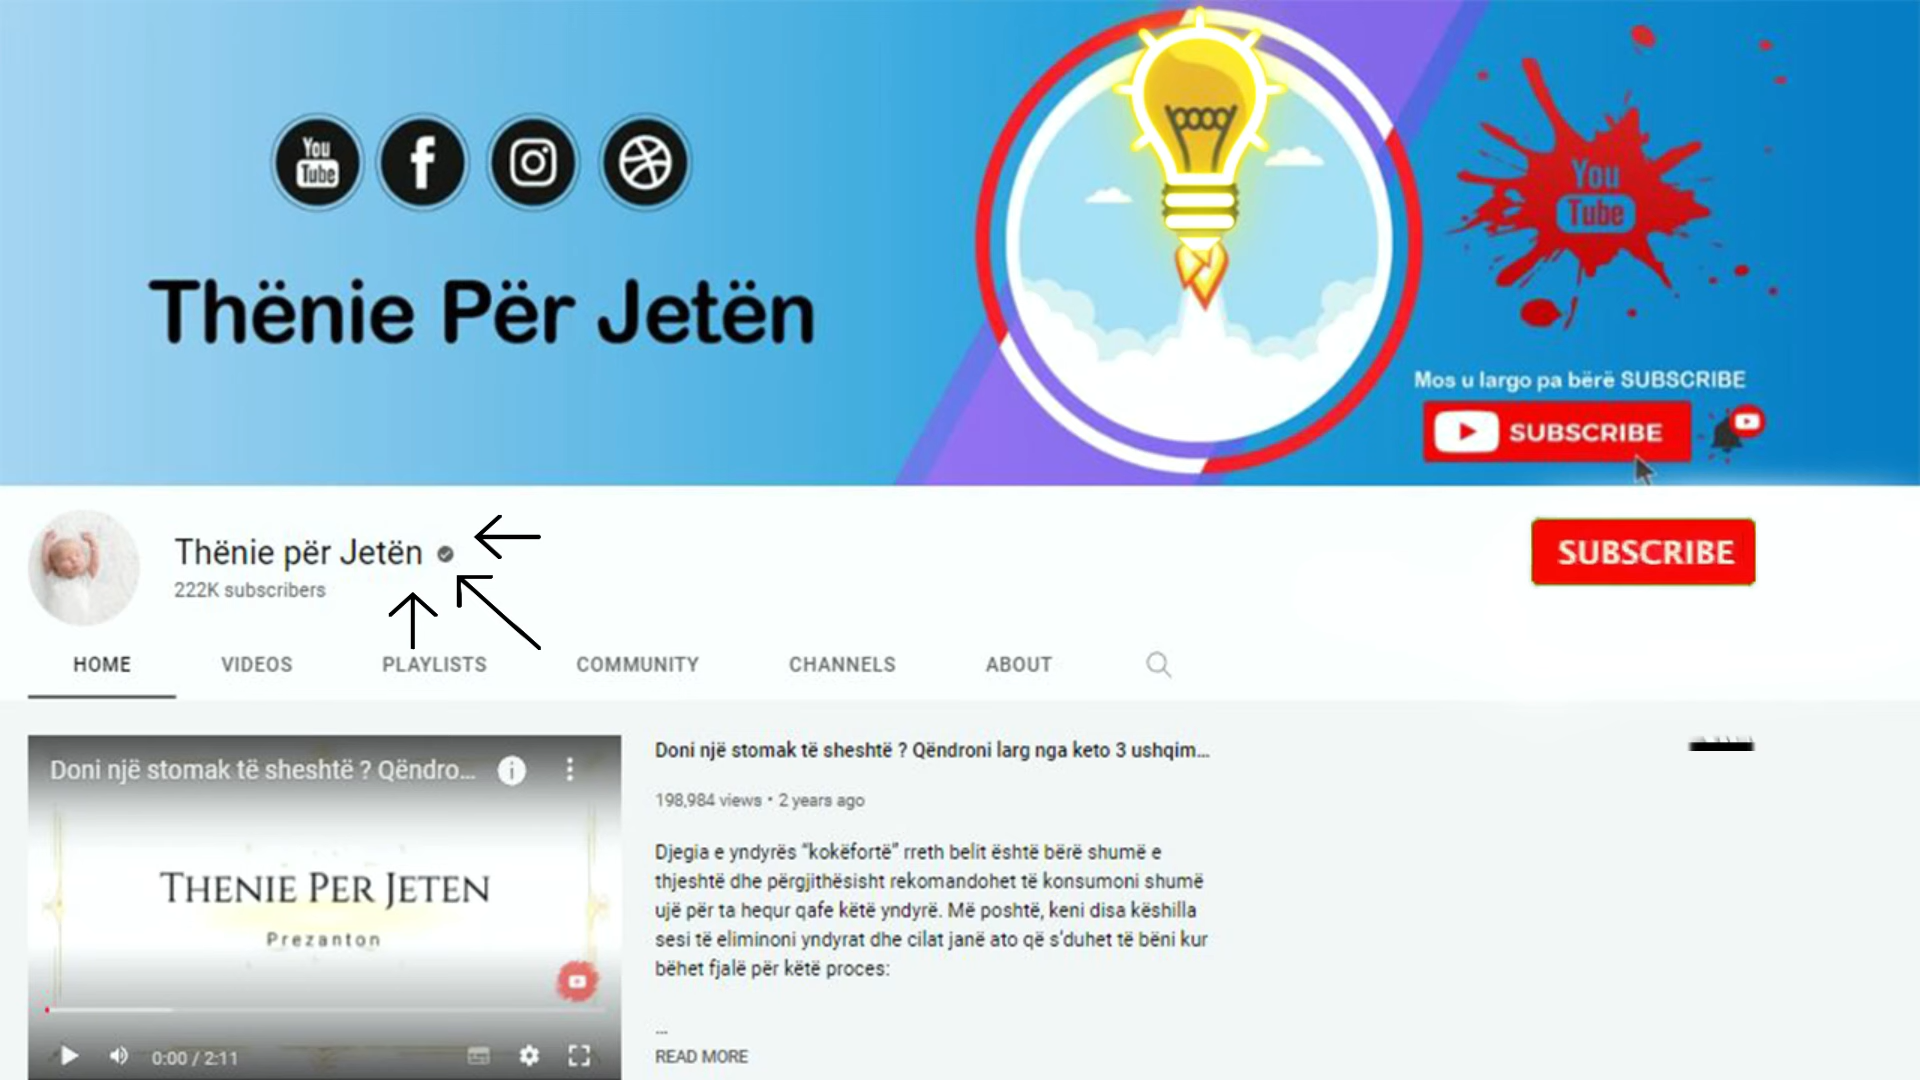 You
Tube
Thënie Për Jetën
You
Tube
Mos u largo pa bërë SUBSCRIBE
SUBSCRIBE
Thënie për Jetën
222K subscribers
SUBSCRIBE
HOME VIDEOS PLAYLISTS COMMUNITY CHANNELS ABOUT
Doni një stomak të sheshtë ? Qëndro...
THENIE PER JETEN
Prezanton
0:00 / 2:11
Doni një stomak të sheshtë ? Qëndroni larg nga keto 3 ushqim...
198,984 views • 2 years ago
Djegia e yndyrës “kokëfortë” rreth belit është bërë shumë e
thjeshtë dhe përgjithësisht rekomandohet të konsumoni shumë
ujë për ta hequr qafe këtë yndyrë. Më poshtë, keni disa këshilla
sesi të eliminoni yndyrat dhe cilat janë ato që s'duhet të bëni kur
bëhet fjalë për këtë proces:
...
READ MORE